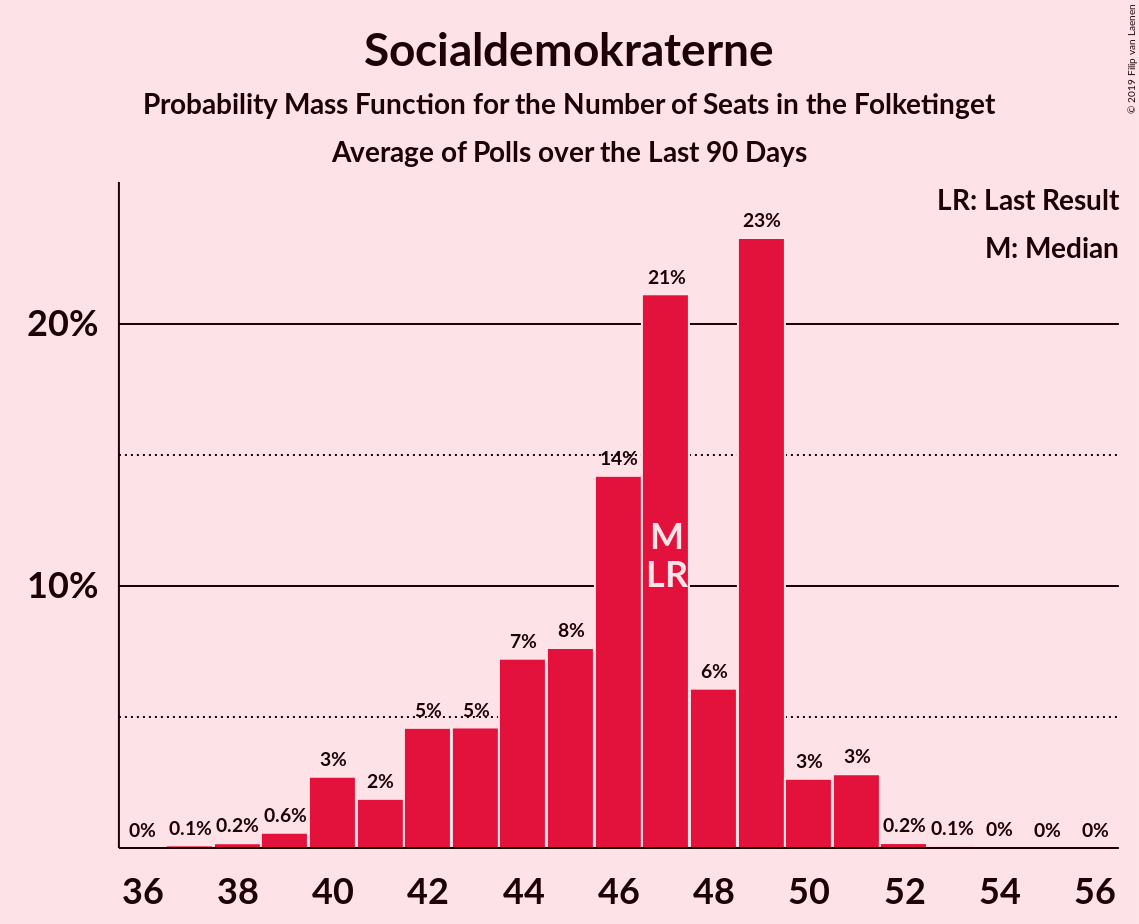 Socialdemokraterne
Probability Mass Function for the Number of Seats in the Folketinget
Average of Polls over the Last 90 Days
© 2019 Filip van Laenen
LR: Last Result
M: Median
20%
10%
0%
0.1%
0.2%
0.6%
3%
2%
5%
5%
7%
8%
14%
21%
6%
23%
3%
3%
0.2%
0.1%
0%
0%
0%
M
LR
36 38 40 42 44 46 48 50 52 54 56